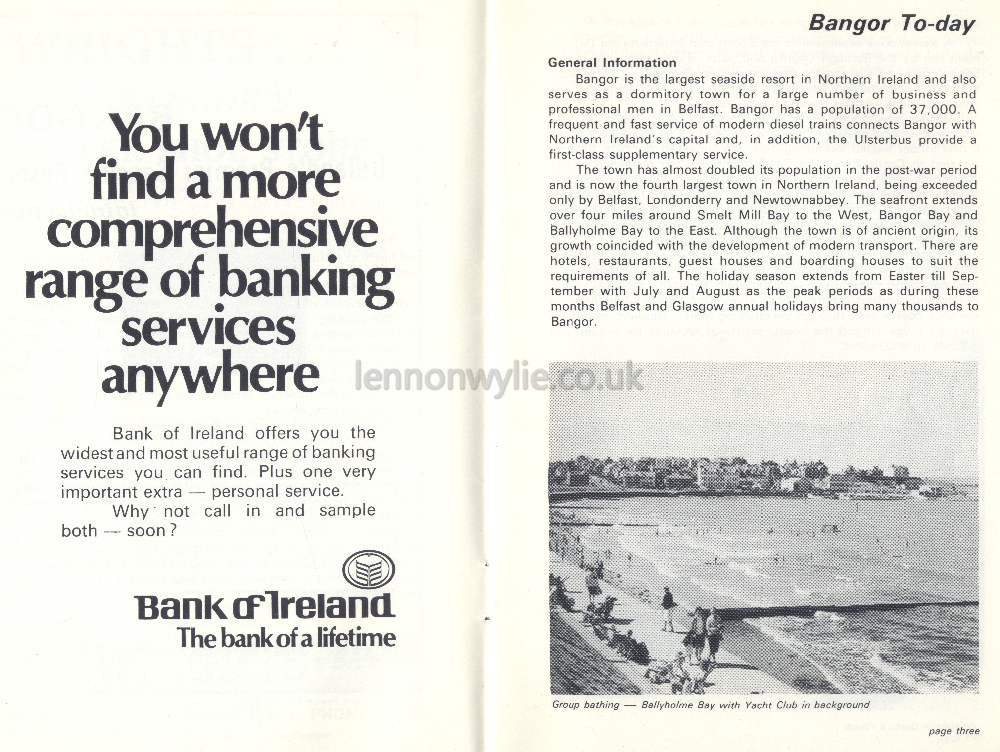 You won't
find a more
comprehensive
range of banking
services
anywhere
Bank of Ireland offers you the
widest and most useful range of banking
services you can find. Plus one very
important extra — personal service.
Why not call in and sample
both — soon?
Bank of Ireland
The bank of a lifetime
Bangor To-day
General Information
Bangor is the largest seaside resort in Northern Ireland and also
serves as a dormitory town for a large number of business and
professional men in Belfast. Bangor has a population of 37,000. A
frequent and fast service of modern diesel trains connects Bangor with
Northern Ireland's capital and, in addition, the Ulsterbus provide a
first-class supplementary service.
The town has almost doubled its population in the post-war period
and is now the fourth largest town in Northern Ireland, being exceeded
only by Belfast, Londonderry and Newtownabbey. The seafront extends
over four miles around Smelt Mill Bay to the West, Bangor Bay and
Ballyholme Bay to the East. Although the town is of ancient origin, its
growth coincided with the development of modern transport. There are
hotels, restaurants, guest houses and boarding houses to suit the
requirements of all. The holiday season extends from Easter till Sep-
tember with July and August as the peak periods as during these
months Belfast and Glasgow annual holidays bring many thousands to
Bangor.
lennonwylie.co.uk
Group bathing — Ballyholme Bay with Yacht Club in background
page three